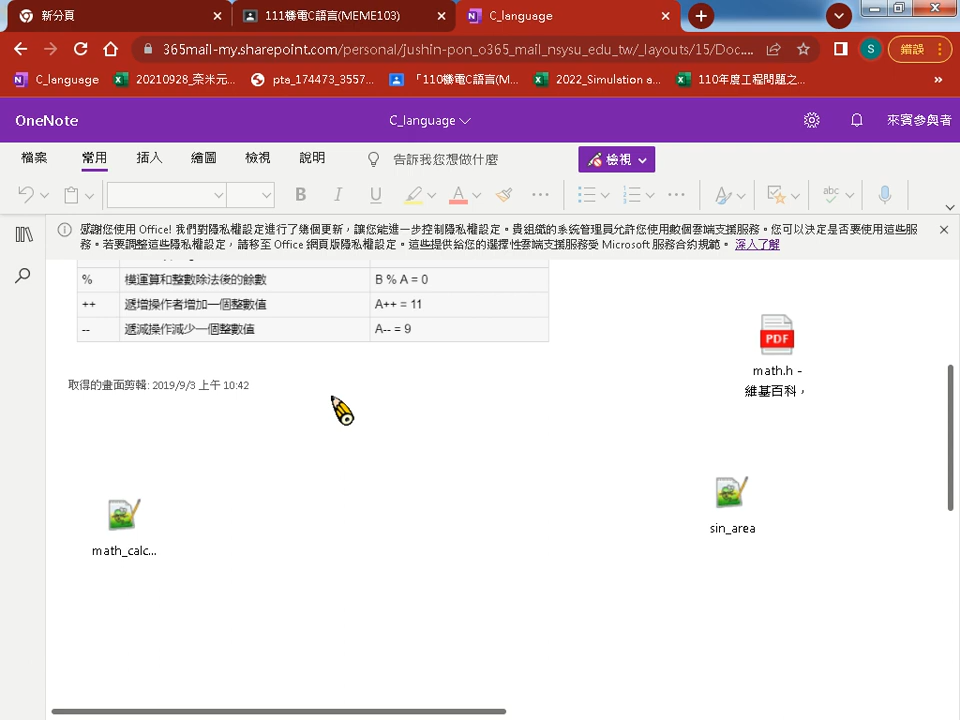 新分頁
111機電C語言(MEME103)
C_language
365mail-my.sharepoint.com/personal/jushin-pon_o365_mail_nsysu_edu_tw/_layouts/15/Doc....
S
錯誤
C_language
20210928_奈米元...
pta_174473_3557...
「110機電C語言(M...
2022_Simulation a...
110年度工程問題之...
»
OneNote
C_language
來賓參與者
檔案
常用
插入
繪圖
檢視
說明
告訴我您想做什麼
檢視
B
I
U
A
abc
感謝您使用 Office! 我們對隱私權設定進行了幾個更新，讓您能進一步控制隱私權設定。貴組織的系統管理員允許您使用數個雲端支援服務。您可以決定是否要使用這些服
務。若要調整這些隱私權設定，請移至 Office 網頁版隱私權設定。這些提供給您的選擇性雲端支援服務受 Microsoft 服務合約規範。 深入了解
% 模運算和整數除法後的餘數 B % A = 0
++ 遞增操作者增加一個整數值 A++ = 11
-- 遞減操作減少一個整數值 A-- = 9
取得的畫面剪輯: 2019/9/3 上午 10:42
PDF
math.h -
維基百科，
sin_area
math_calc...